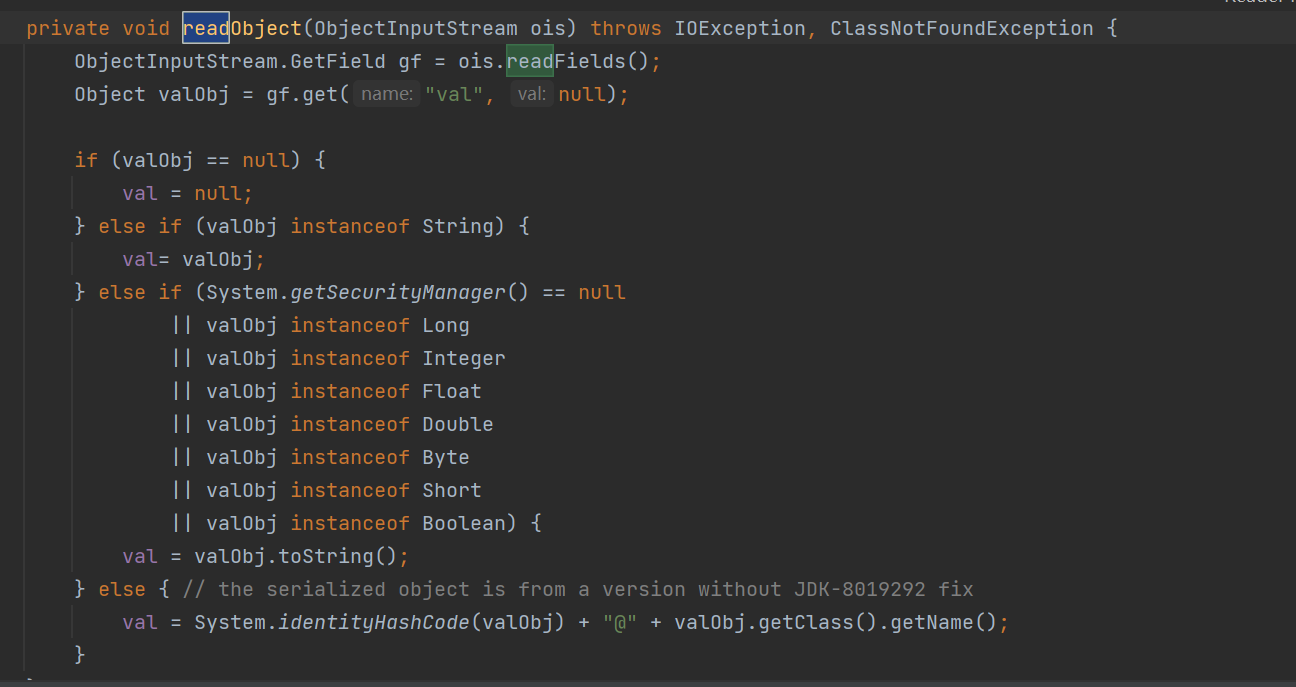 private void readObject(ObjectInputStream ois) throws IOException, ClassNotFoundException {
    ObjectInputStream.GetField gf = ois.readFields();
    Object valObj = gf.get( name: "val", val: null);
    if (valObj == null) {
        val = null;
    } else if (valObj instanceof String) {
        val= valObj;
    } else if (System.getSecurityManager() == null
            || valObj instanceof Long
            || valObj instanceof Integer
            || valObj instanceof Float
            || valObj instanceof Double
            || valObj instanceof Byte
            || valObj instanceof Short
            || valObj instanceof Boolean) {
        val = valObj.toString();
    } else { // the serialized object is from a version without JDK-8019292 fix
        val = System.identityHashCode(valObj) + "@" + valObj.getClass().getName();
    }